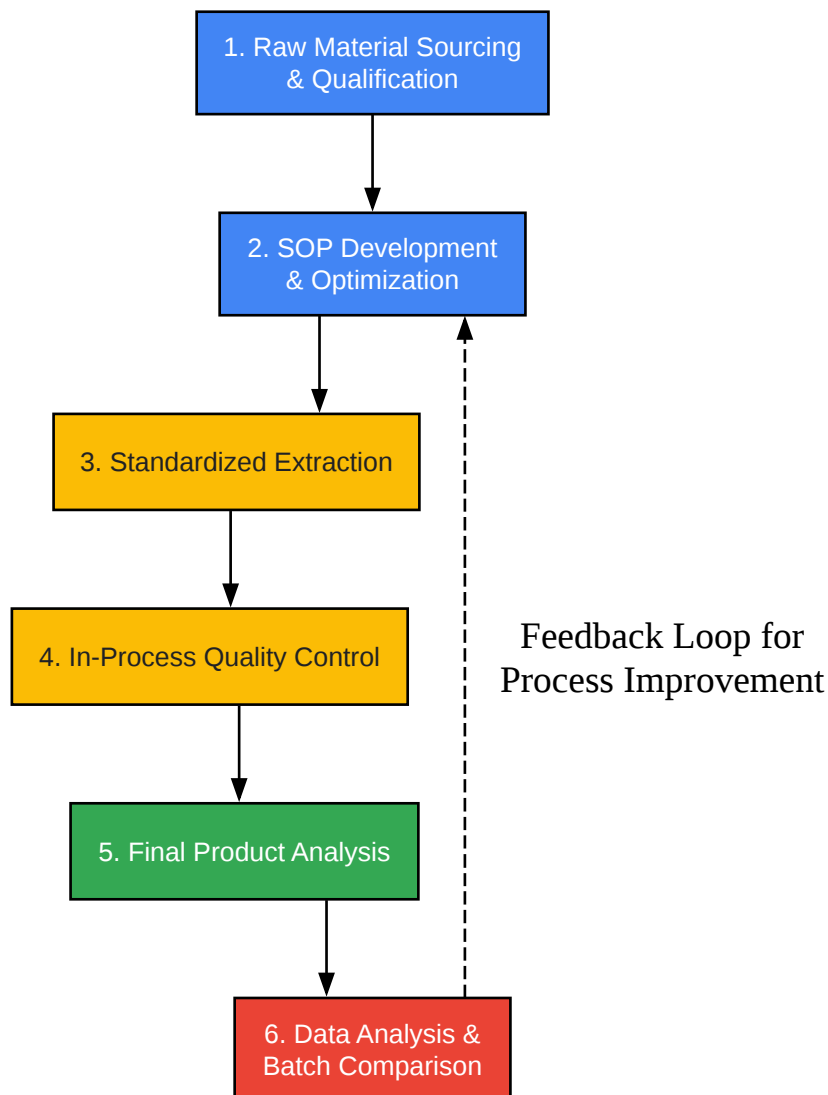 1. Raw Material Sourcing
& Qualification
2. SOP Development
& Optimization
3. Standardized Extraction
4. In-Process Quality Control
Feedback Loop for
Process Improvement
5. Final Product Analysis
6. Data Analysis &
Batch Comparison